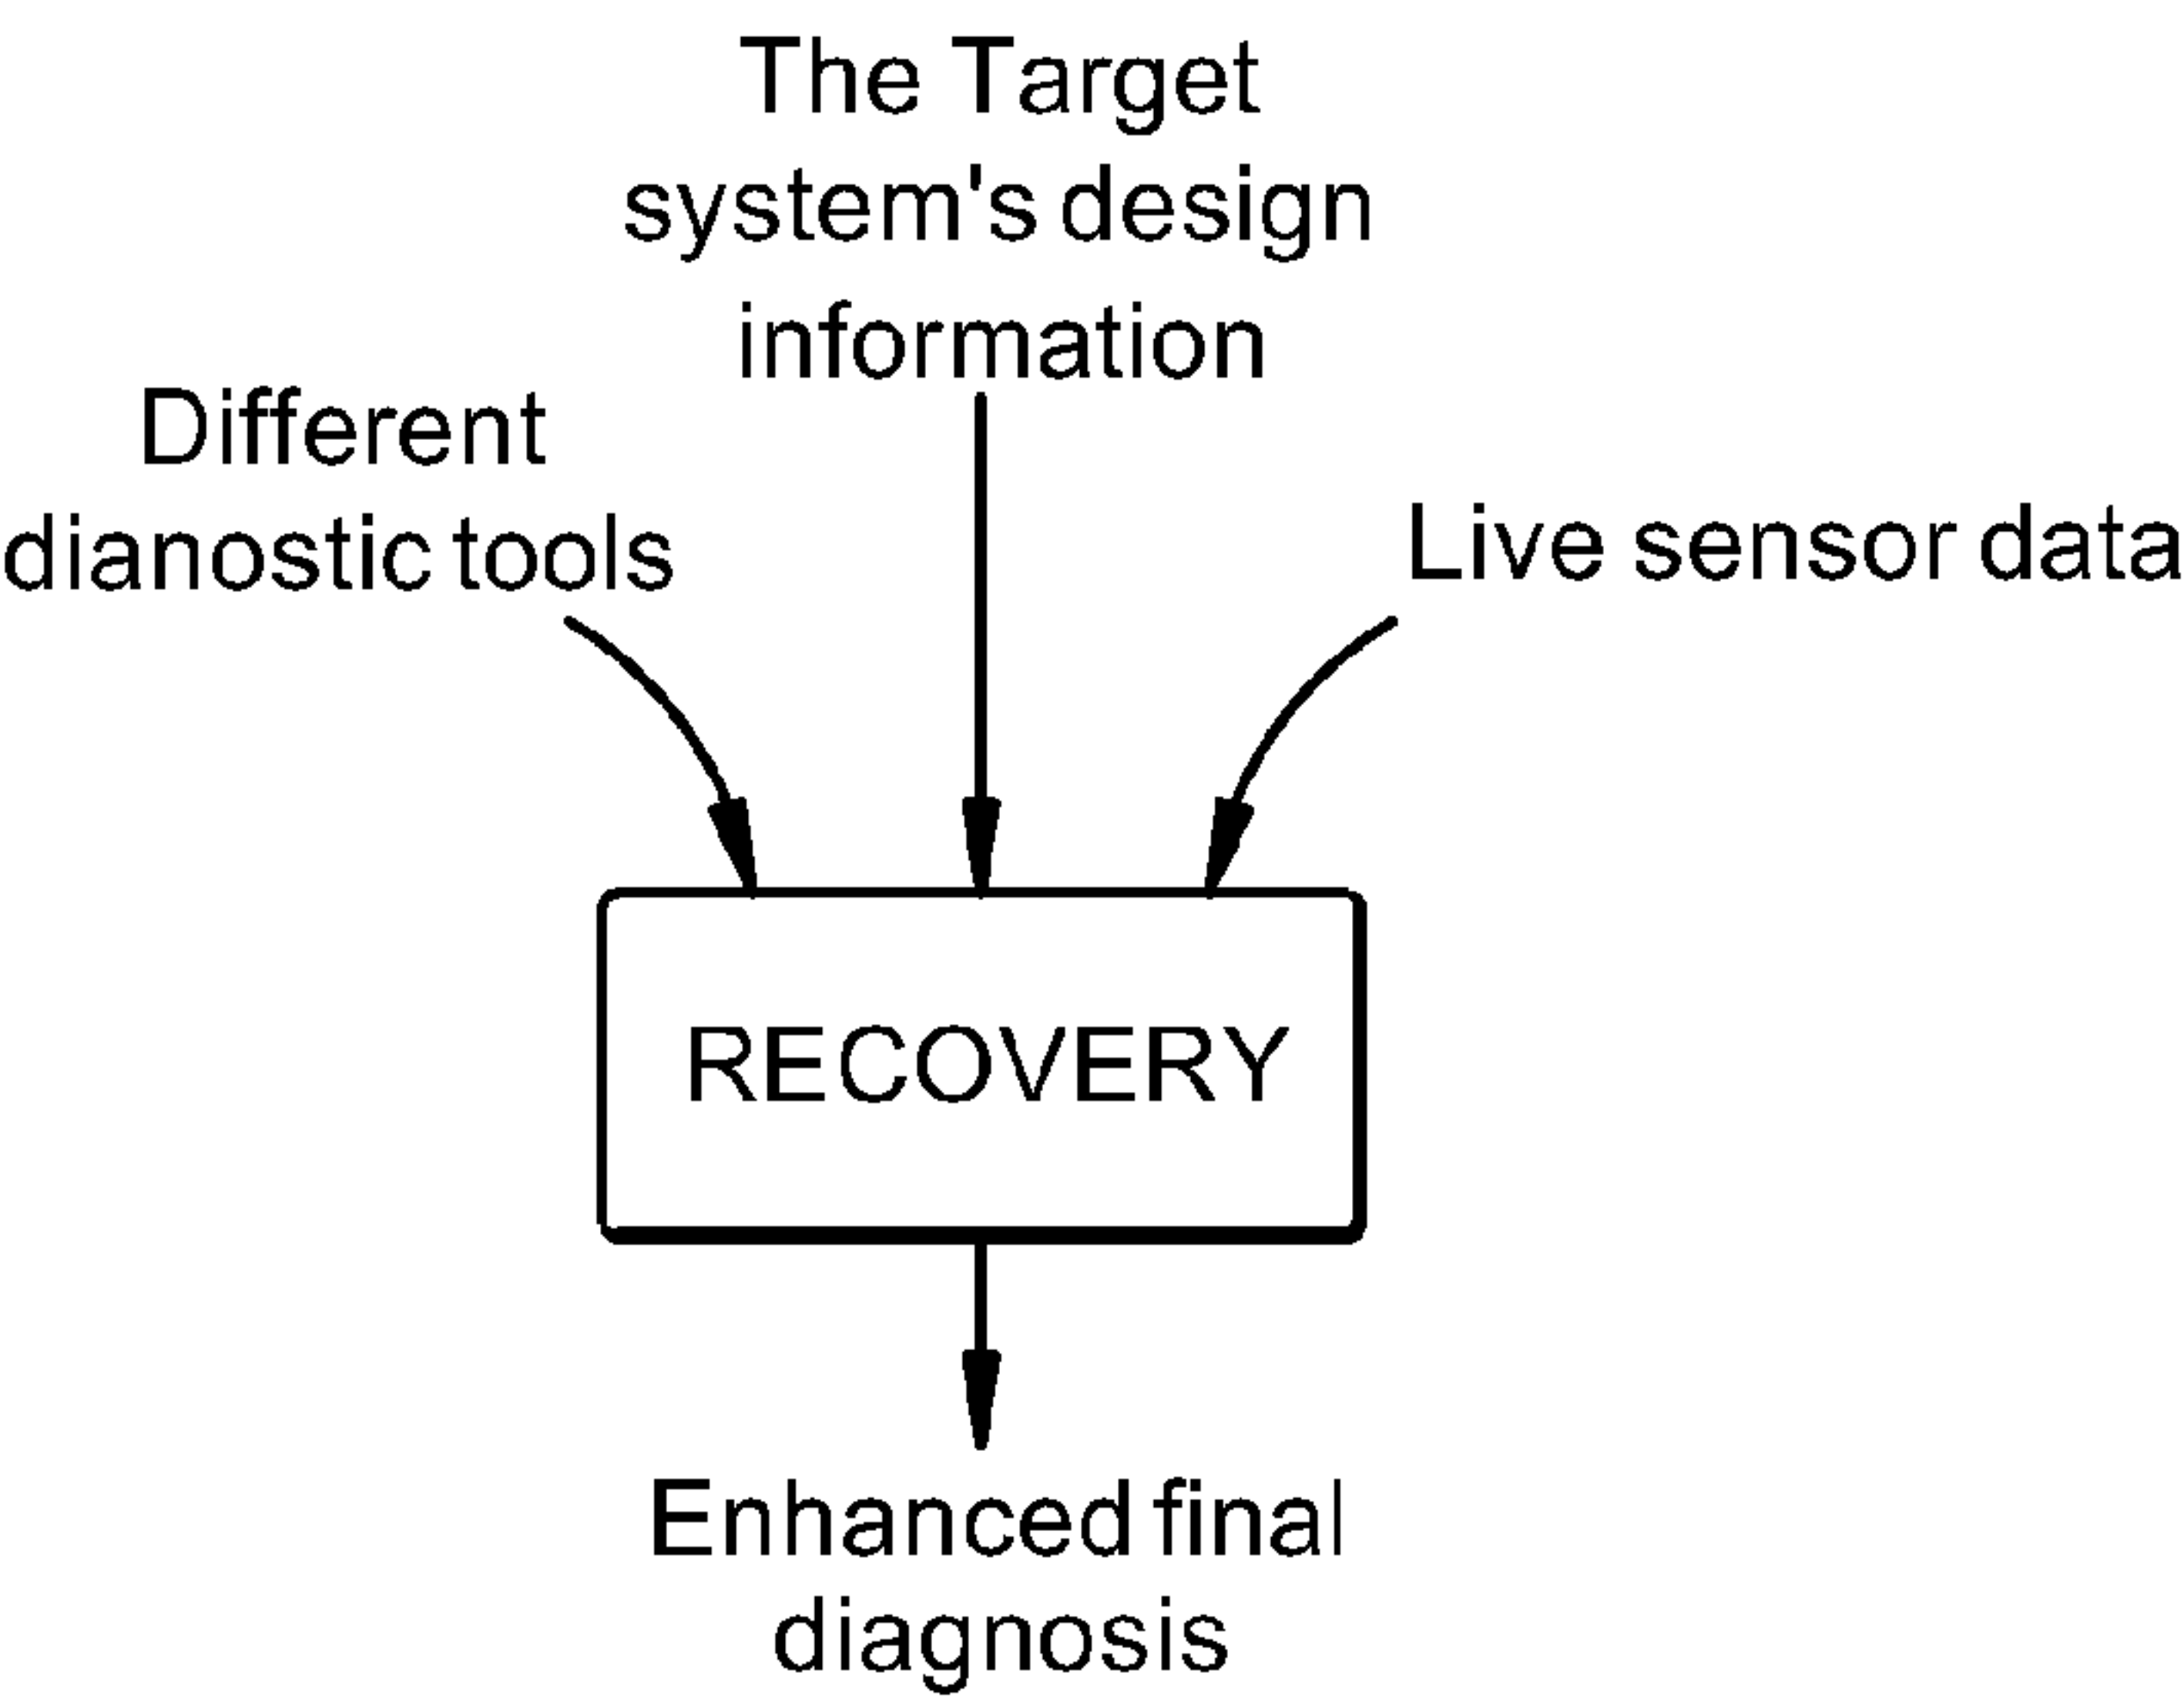 The Target
system's design
information
Different
dianostic tools
Live sensor data
RECOVERY
Enhanced final
diagnosis